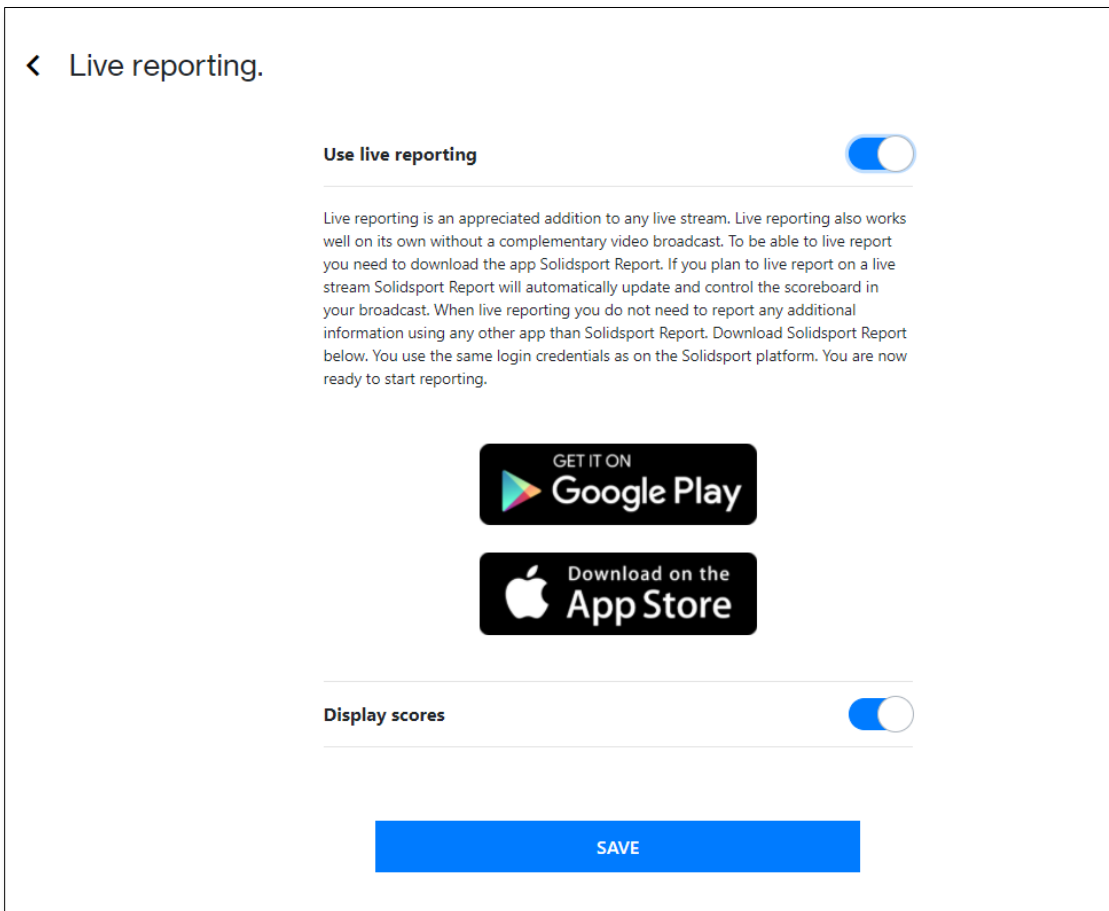 Live reporting.
Use live reporting
Live reporting is an appreciated addition to any live stream. Live reporting also works
well on its own without a complementary video broadcast. To be able to live report
you need to download the app Solidsport Report. If you plan to live report on a live
stream Solidsport Report will automatically update and control the scoreboard in
your broadcast. When live reporting you do not need to report any additional
information using any other app than Solidsport Report. Download Solidsport Report
below. You use the same login credentials as on the Solidsport platform. You are now
ready to start reporting.
GET IT ON
Google Play
Download on the
App Store
Display scores
SAVE